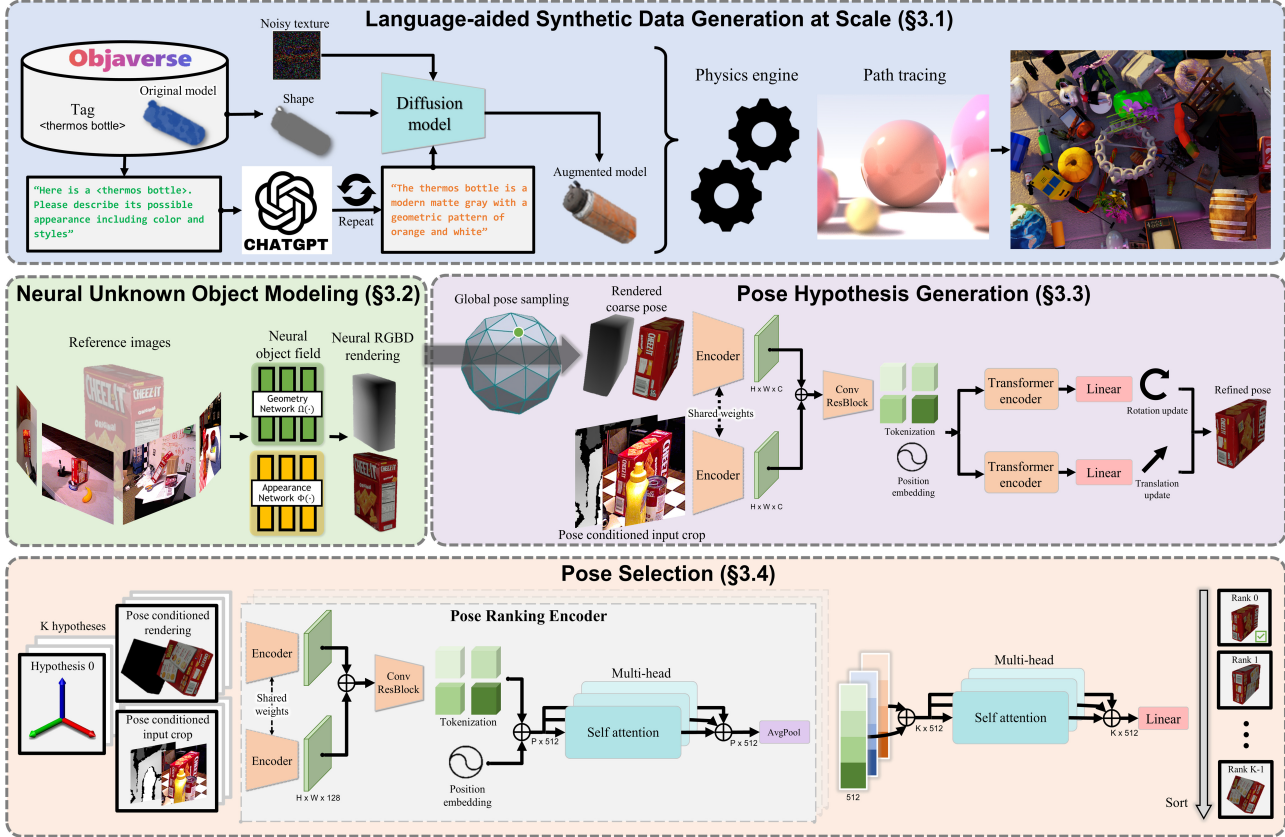 Language-aided Synthetic Data Generation at Scale (§3.1)
Noisy texture
Objaverse
Original model
Tag
<thermos bottle>
Shape
Diffusion
model
Physics engine
Path tracing
"Here is a <thermos bottle>.
Please describe its possible
appearance including color and
styles"
CHATGPT
Repeat
"The thermos bottle is a
modern matte gray with a
geometric pattern of
orange and white"
Augmented model
Neural Unknown Object Modeling (§3.2)
Reference images
Neural
object field
Neural RGBD
rendering
CHEEZ-IT
Geometry
Network Ω(·)
Appearance
Network Φ(·)
CHEEZ-IT
Pose Hypothesis Generation (§3.3)
Global pose sampling
Rendered
coarse pose
Encoder
H x W x C
Shared weights
Encoder
H x W x C
Pose conditioned input crop
Conv
ResBlock
Tokenization
Position
embedding
Transformer
encoder
Linear
Rotation update
Transformer
encoder
Linear
Translation
update
Refined pose
Pose Selection (§3.4)
K hypotheses
Hypothesis 0
Pose conditioned
rendering
Pose conditioned
input crop
Pose Ranking Encoder
Encoder
Shared
weights
Encoder
H x W x 128
Conv
ResBlock
Tokenization
Position
embedding
P x 512
Multi-head
Self attention
P x 512
AvgPool
512
K x 512
Multi-head
Self attention
K x 512
Linear
Sort
Rank 0
Rank 1
Rank K-1